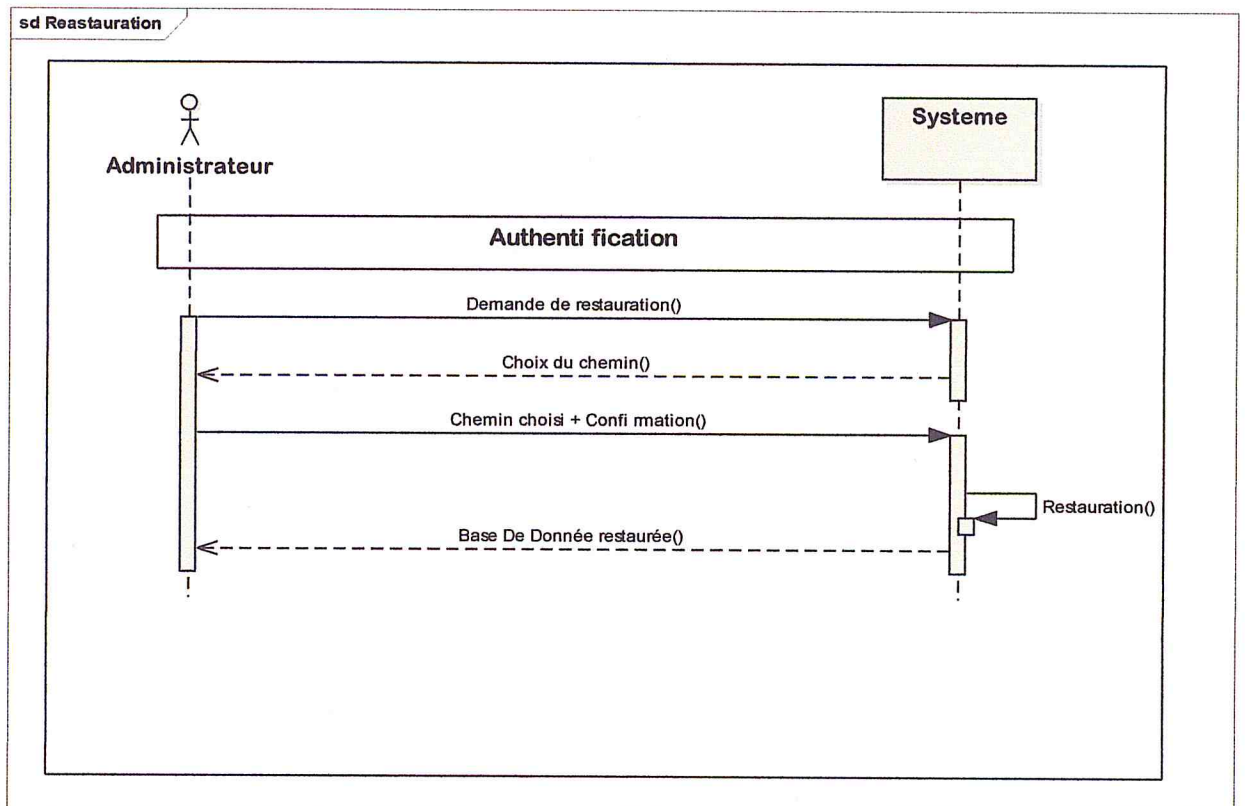 sd Reastauration
Administrateur
Systeme
Authenti fication
Demande de restauration()
Choix du chemin()
Chemin choisi + Confi rmation()
Restauration()
Base De Donnée restaurée()